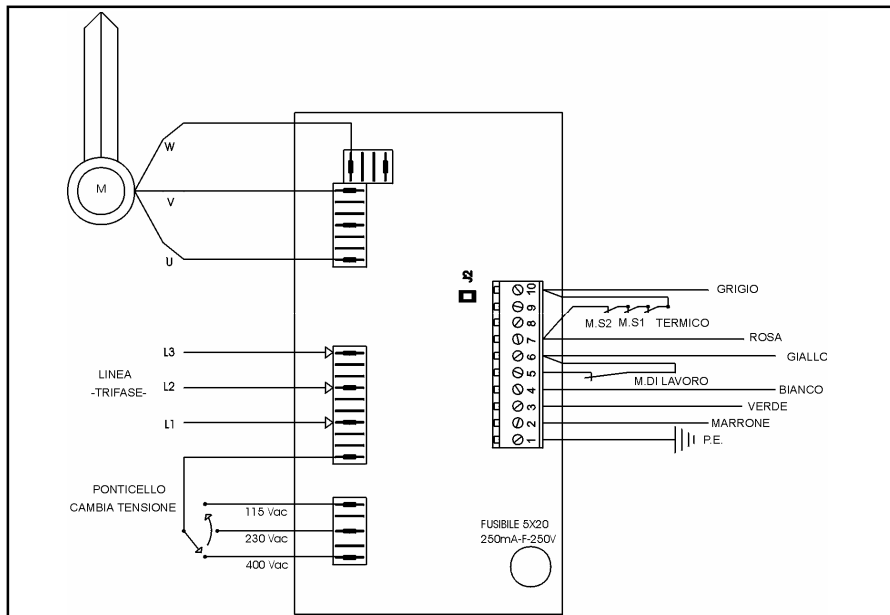 W
M
V
U
J2
10
9
8
7
6
5
4
3
2
1
GRIGIO
M.S2 M.S1 TERMICO
ROSA
GIALLO
M.DI LAVORO
BIANCO
VERDE
MARRONE
P.E.
L3
LINEA
-TRIFASE-
L2
L1
PONTICELLO
CAMBIA TENSIONE
115 Vac
230 Vac
400 Vac
FUSIBILE 5X20
250mA-F-250V